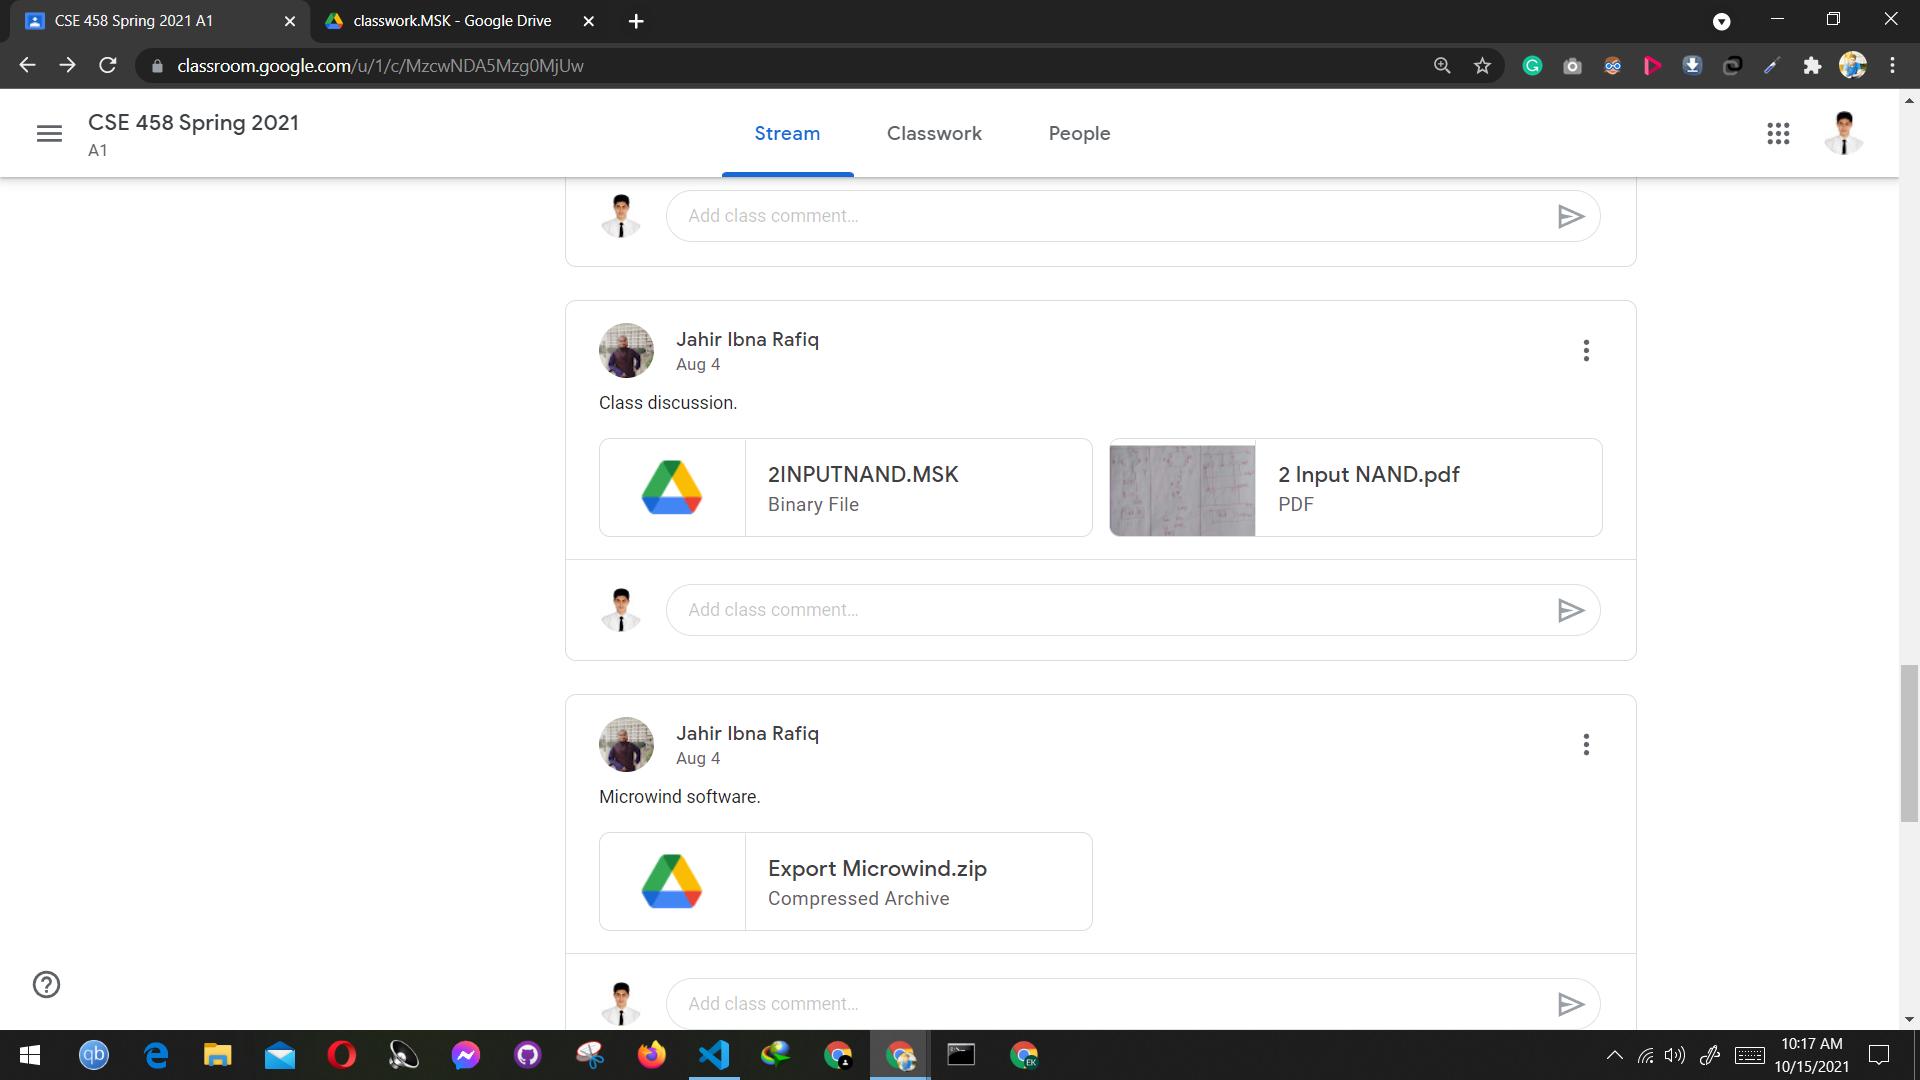 CSE 458 Spring 2021 A1
classwork.MSK - Google Drive
classroom.google.com/u/1/c/MzcwNDA5Mzg0MjUw
CSE 458 Spring 2021
A1
Stream
Classwork
People
Add class comment...
Jahir Ibna Rafiq
Aug 4
Class discussion.
2INPUTNAND.MSK
Binary File
2 Input NAND.pdf
PDF
Add class comment...
Jahir Ibna Rafiq
Aug 4
Microwind software.
Export Microwind.zip
Compressed Archive
Add class comment...
qb
EK
10:17 AM
10/15/2021